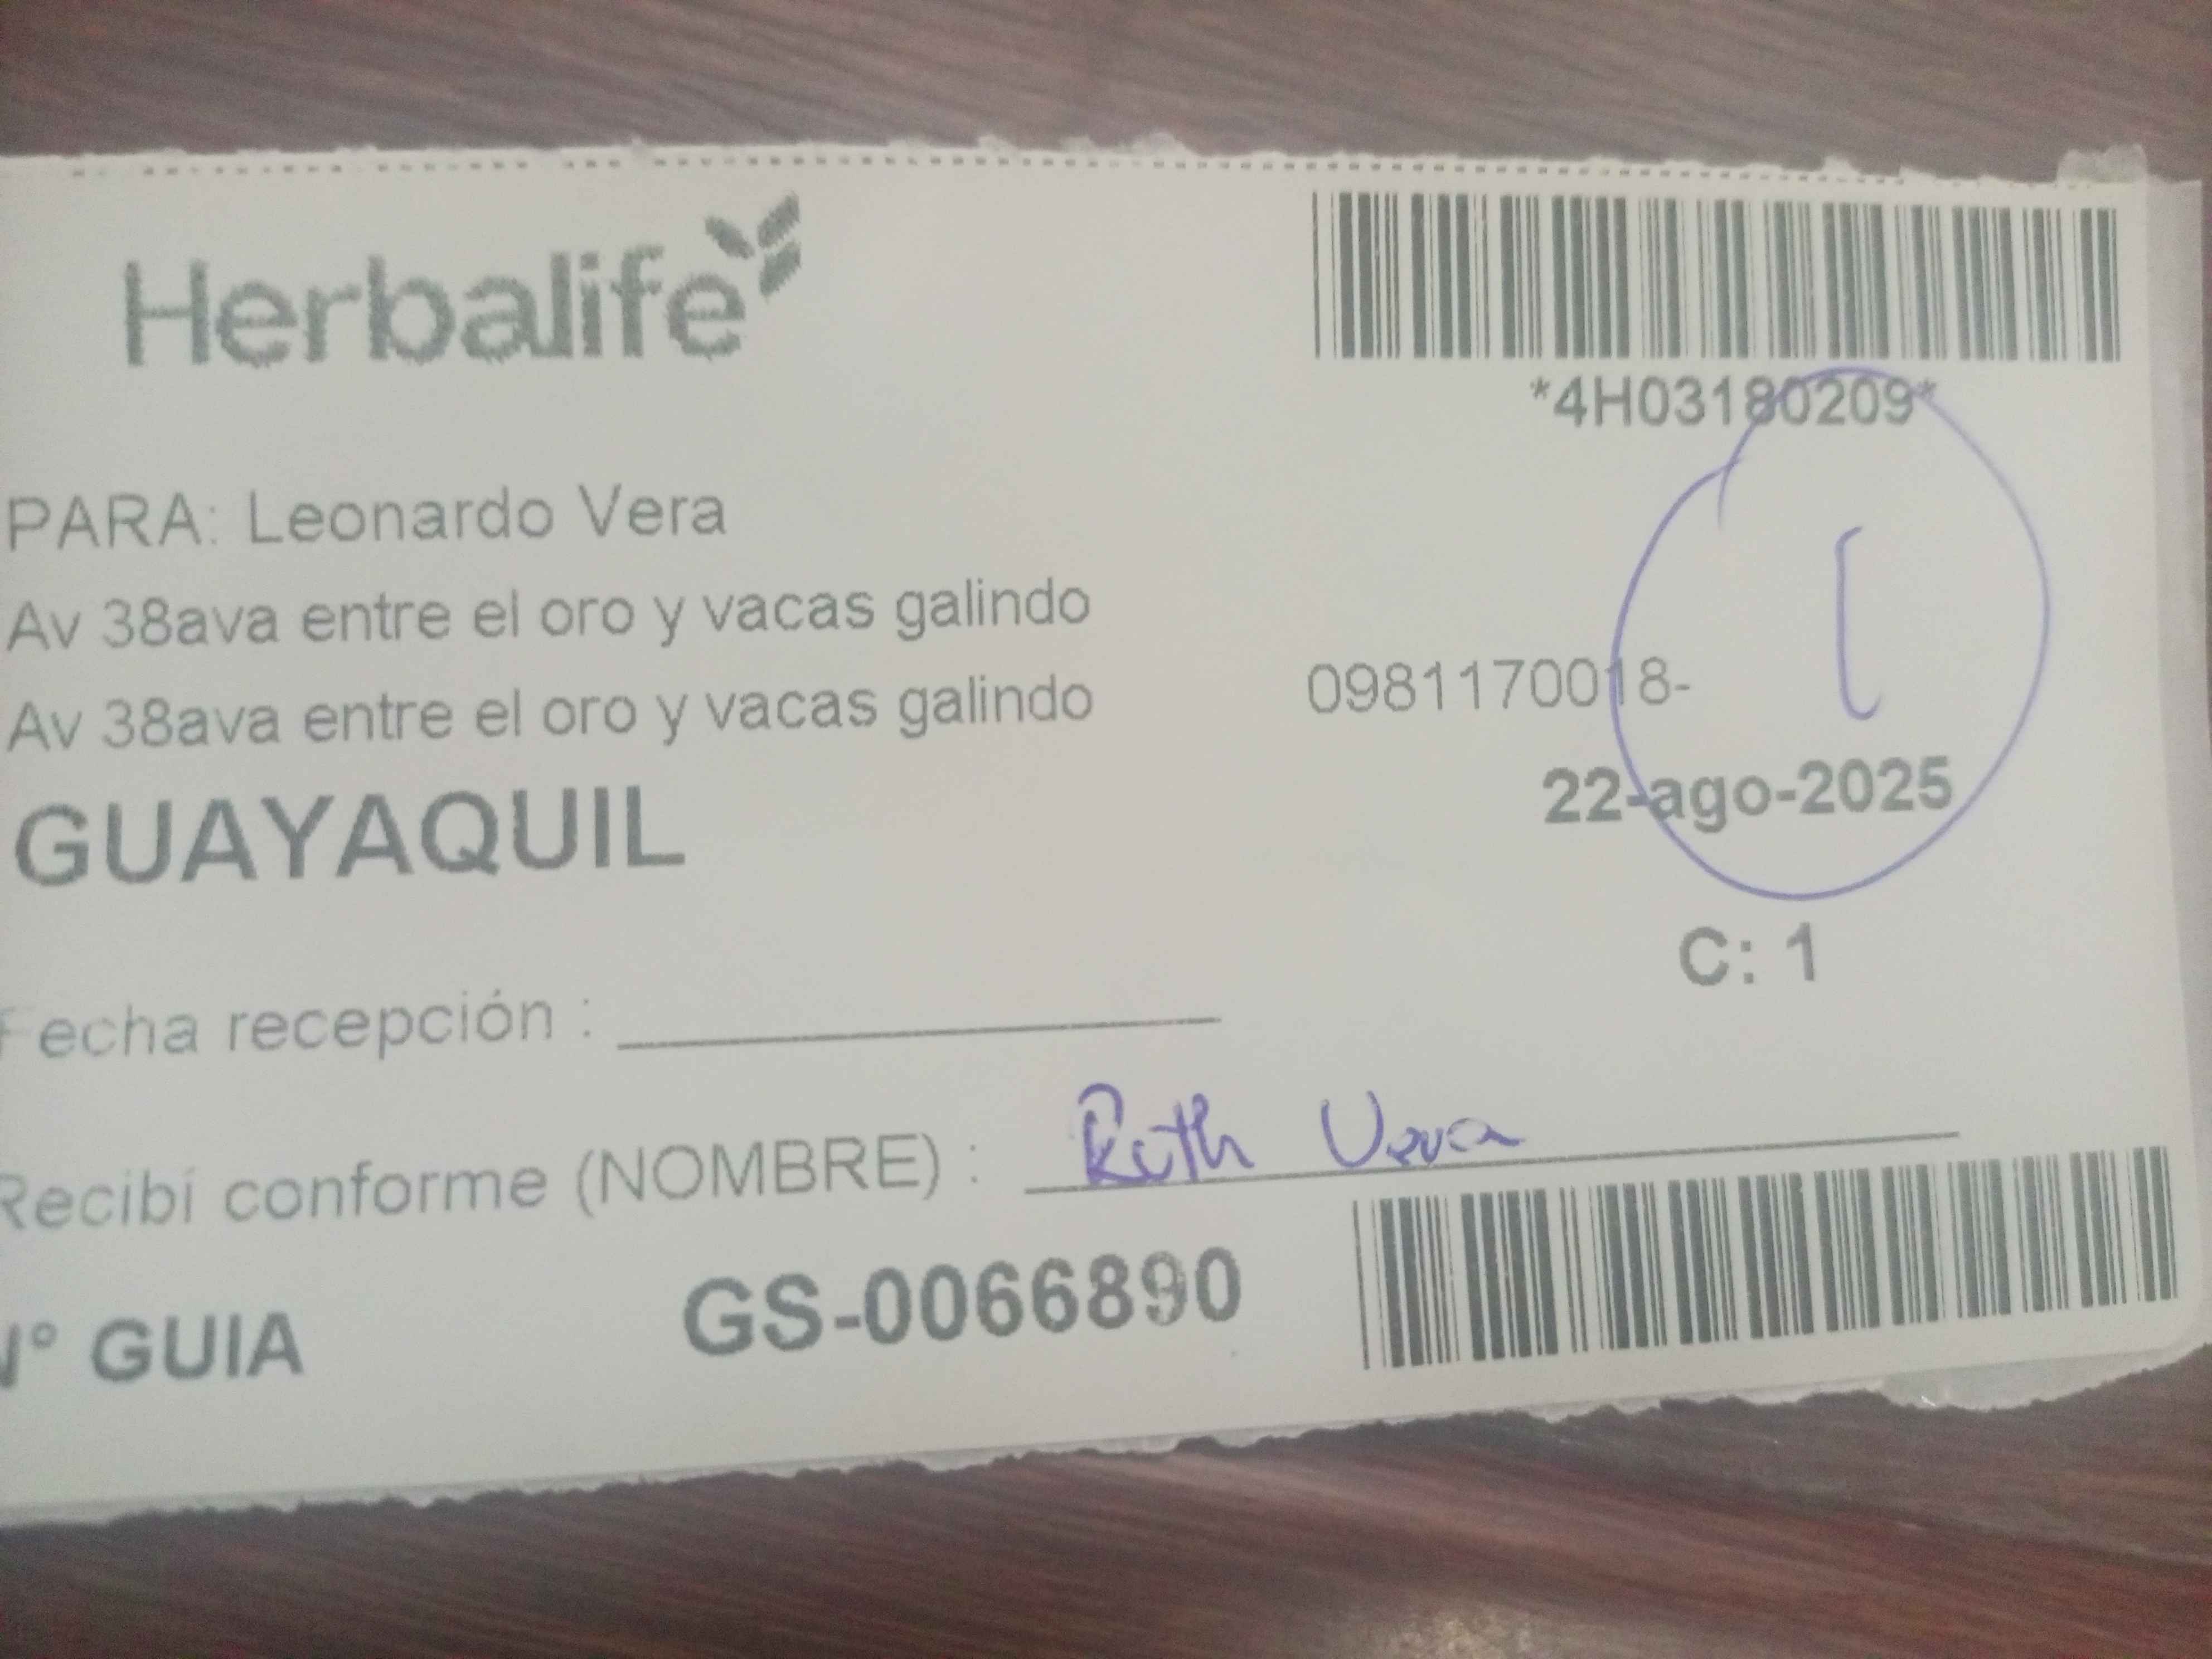 Herbalife
*4H03180209*
PARA: Leonardo Vera
Av 38ava entre el oro y vacas galindo
Av 38ava entre el oro y vacas galindo
0981170018-
GUAYAQUIL
22-ago-2025
C: 1
Fecha recepción :
Recibí conforme (NOMBRE) : Ruth Vera
N° GUIA GS-0066890